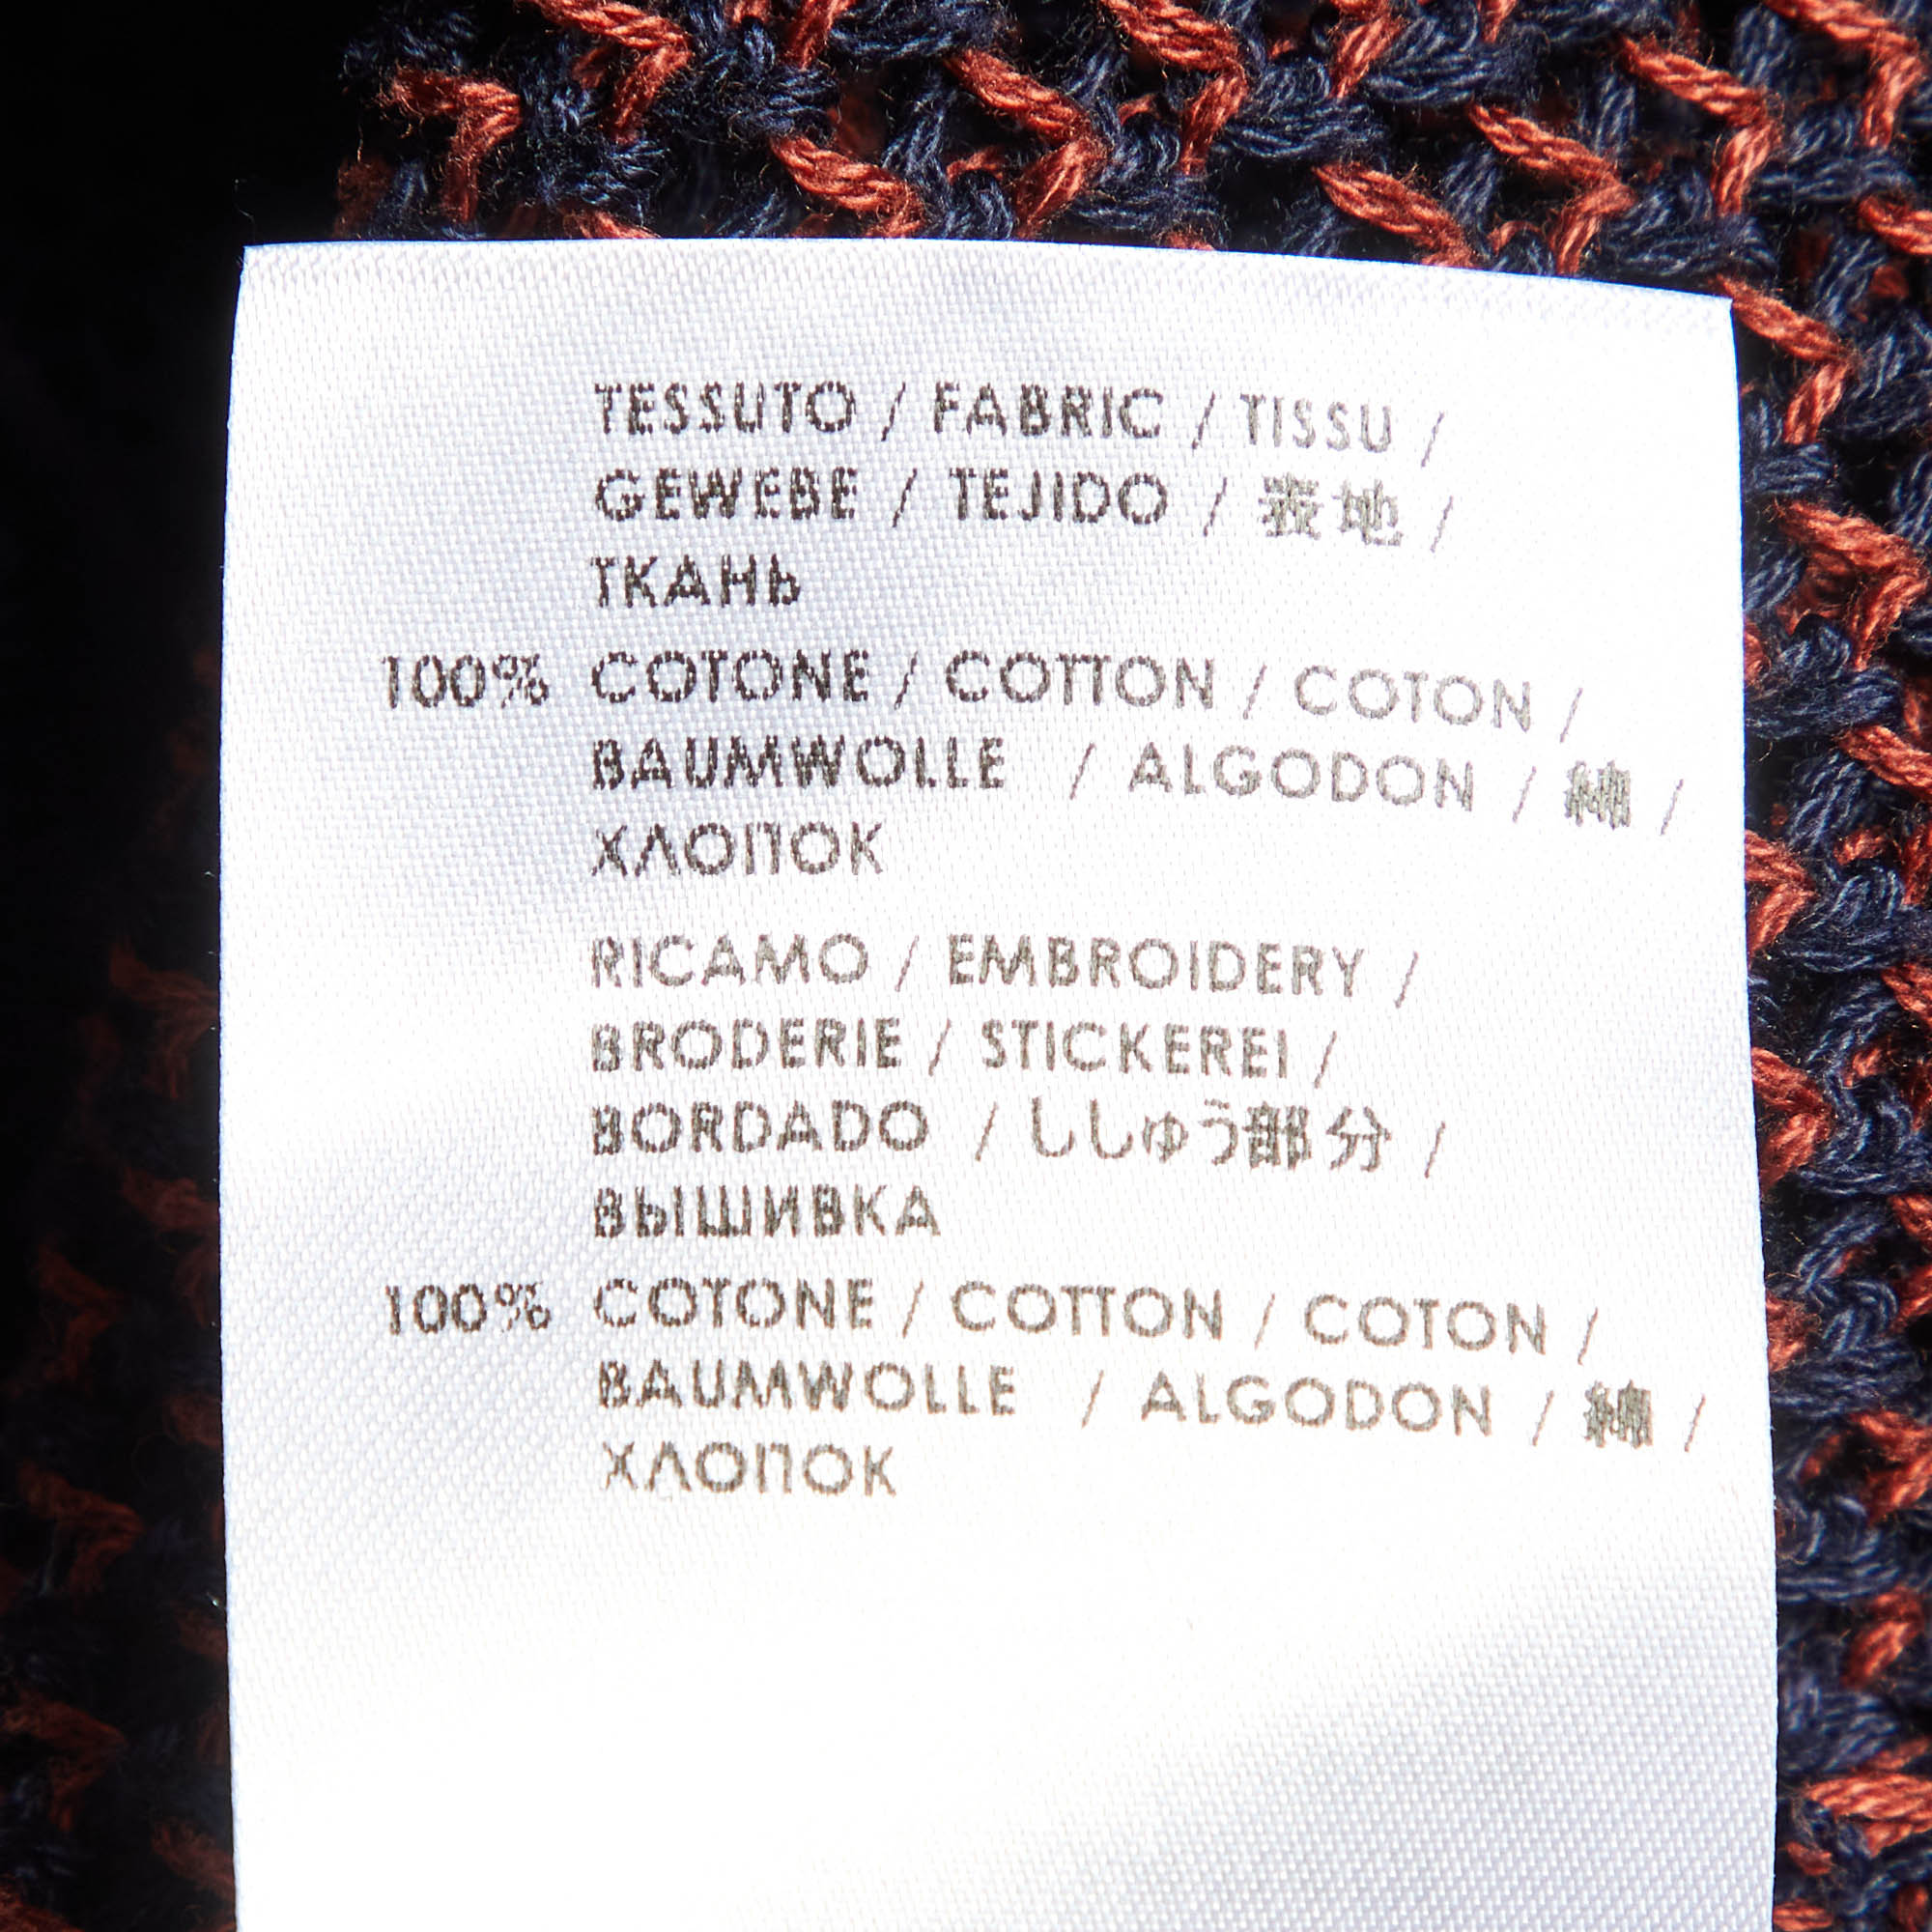 TESSUTO / FABRIC / TISSU /
GEWEBE / TEJIDO / 表地 /
ТКАНЬ
100% COTONE / COTTON / COTON /
BAUMWOLLE / ALGODON / 綿 /
ХЛОПОК
RICAMO / EMBROIDERY /
BRODERIE / STICKEREI /
BORDADO / ししゅう部分 /
ВЫШИВКА
100% COTONE / COTTON / COTON /
BAUMWOLLE / ALGODON / 綿 /
ХЛОПОК